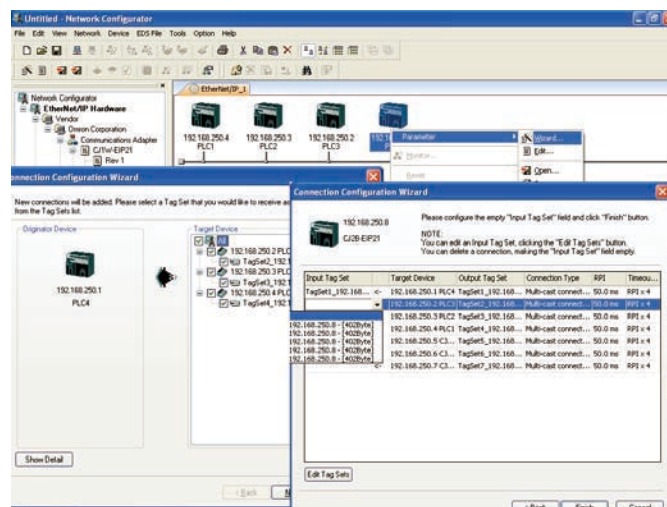 Untitled - Network Configurator
File Edit View Network Device EDS File Tools Option Help
Network Configurator
EtherNet/IP Hardware
Vendor
Omron Corporation
Communications Adapter
CJ1W-EIP21
Rev 1
EtherNet/IP_1
192.168.250.4
PLC1
192.168.250.3
PLC2
192.168.250.2
PLC3
Parameter
Monitor...
Reset
Wizard...
Edit...
Open...
Connection Configuration Wizard
New connections will be added. Please select a Tag Set that you would like to receive as
from the Tag Sets list.
Originator Device
192.168.250.1
PLC4
Target Device
All
192.168.250.2 PLC
TagSet2_192.1
192.168.250.3 PLC
TagSet3_192.1
192.168.250.4 PLC
TagSet4_192.1
Show Detail
< Back
N
Connection Configuration Wizard
192.168.250.8
CJ2B-EIP21
Please configure the empty "Input Tag Set" field and click "Finish" button.
NOTE:
You can edit an Input Tag Set, clicking the "Edit Tag Sets" button.
You can delete a connection, making the "Input Tag Set" field empty.
Input Tag Set Target Device Output Tag Set Connection Type RPI Timeou...
TagSet1_192.168... <- 192.168.250.1 PLC4 TagSet1_192.168... Multi-cast connect... 50.0 ms RPI x 4
192.168.250.2 PLC3 TagSet2_192.168... Multi-cast connect... 50.0 ms RPI x 4
192.168.250.3 PLC2 TagSet3_192.168... Multi-cast connect... 50.0 ms RPI x 4
192.168.250.4 PLC1 TagSet4_192.168... Multi-cast connect... 50.0 ms RPI x 4
192.168.250.5 CJ... TagSet5_192.168... Multi-cast connect... 50.0 ms RPI x 4
192.168.250.6 CJ... TagSet6_192.168... Multi-cast connect... 50.0 ms RPI x 4
<- 192.168.250.7 CJ... TagSet7_192.168... Multi-cast connect... 50.0 ms RPI x 4
192.168.250.8 - [402Byte]
192.168.250.8 - [402Byte]
192.168.250.8 - [402Byte]
192.168.250.8 - [402Byte]
192.168.250.8 - [402Byte]
Edit Tag Sets
< Back Finish Cancel